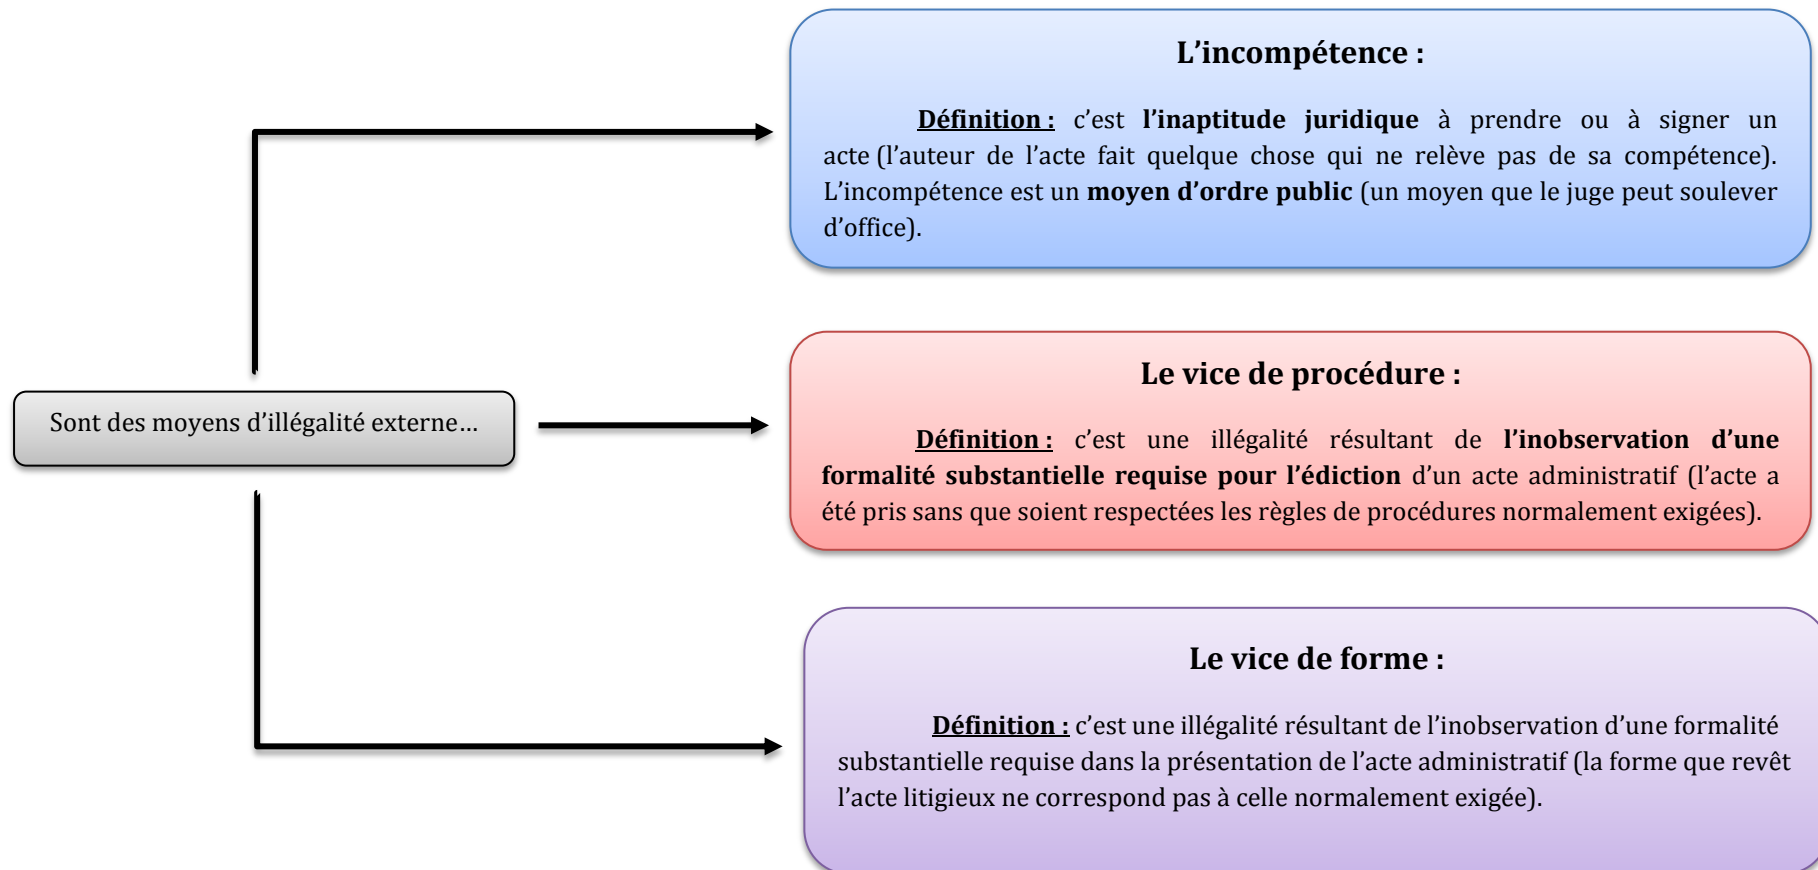 L’incompétence :
Définition : c’est l’inaptitude juridique à prendre ou à signer un
acte (l’auteur de l’acte fait quelque chose qui ne relève pas de sa compétence).
L’incompétence est un moyen d’ordre public (un moyen que le juge peut soulever
d’office).
Sont des moyens d’illégalité externe…
Le vice de procédure :
Définition : c’est une illégalité résultant de l’inobservation d’une
formalité substantielle requise pour l’édiction d’un acte administratif (l’acte a
été pris sans que soient respectées les règles de procédures normalement exigées).
Le vice de forme :
Définition : c’est une illégalité résultant de l’inobservation d’une formalité
substantielle requise dans la présentation de l’acte administratif (la forme que revêt
l’acte litigieux ne correspond pas à celle normalement exigée).